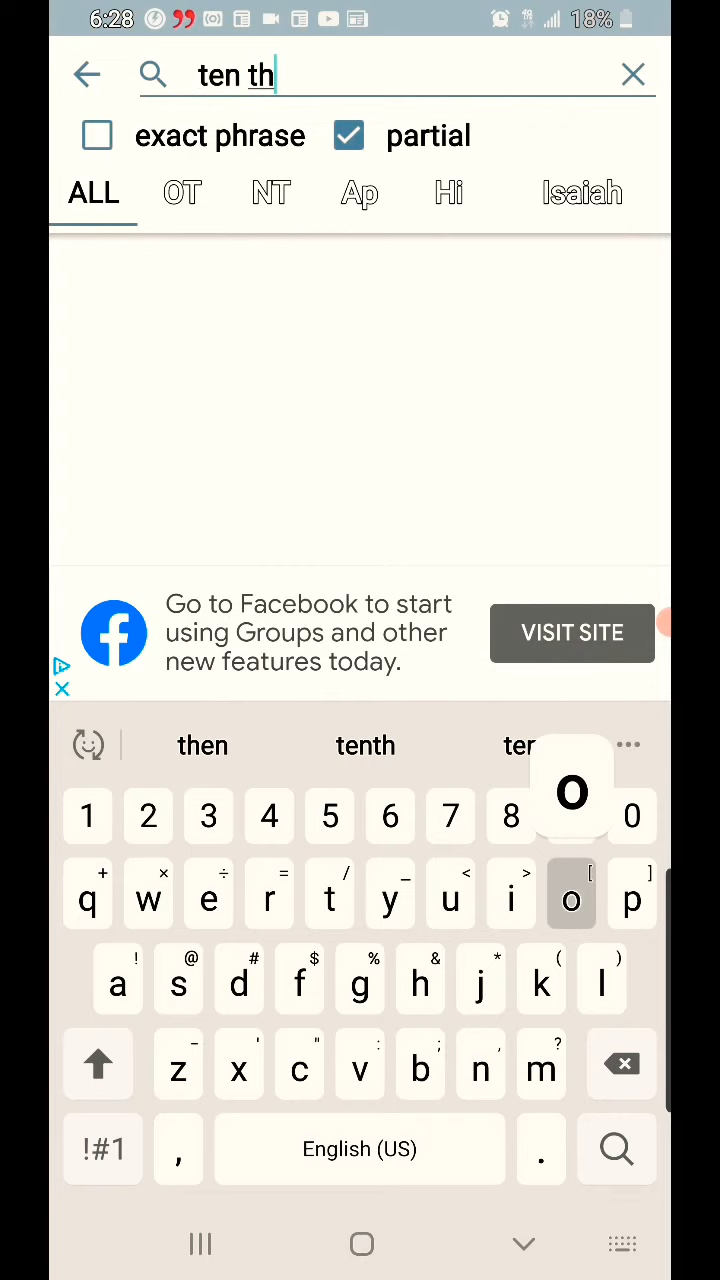 6:28 18%
ten th
exact phrase partial
ALL OT NT Ap Hi Isaiah
Go to Facebook to start
using Groups and other
new features today.
VISIT SITE
then tenth
o
1 2 3 4 5 6 7 8 0
+ × ÷ = / _ < > [ ]
q w e r t y u i o p
! @ # $ % & * ( )
a s d f g h j k l
- ' " : ; , ?
z x c v b n m
!#1 , English (US) .